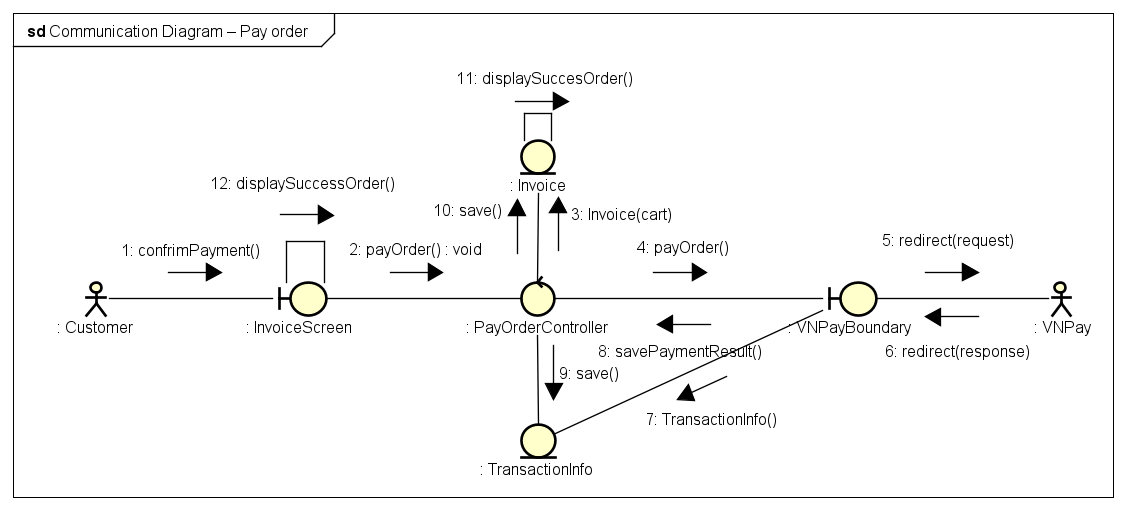 sd Communication Diagram – Pay order
11: displaySuccesOrder()
: Invoice
12: displaySuccessOrder()
10: save()
3: Invoice(cart)
1: confrimPayment()
2: payOrder() : void
4: payOrder()
5: redirect(request)
: Customer
: InvoiceScreen
: PayOrderController
: VNPayBoundary
: VNPay
8: savePaymentResult()
6: redirect(response)
9: save()
7: TransactionInfo()
: TransactionInfo